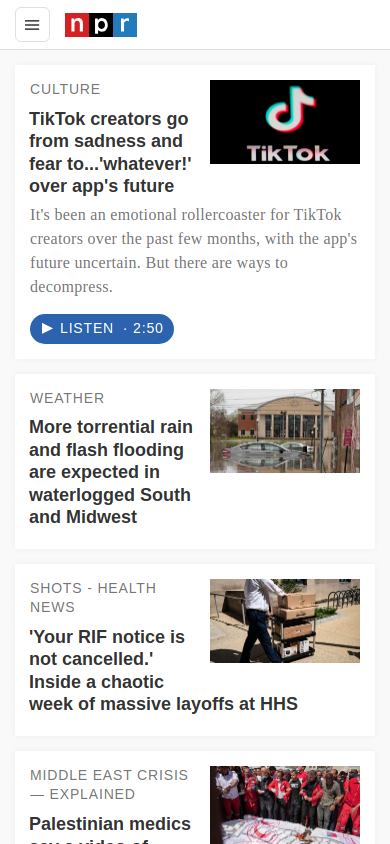 npr
CULTURE
TikTok creators go
from sadness and
fear to...'whatever!'
over app's future
TikTok
It's been an emotional rollercoaster for TikTok
creators over the past few months, with the app's
future uncertain. But there are ways to
decompress.
LISTEN · 2:50
WEATHER
More torrential rain
and flash flooding
are expected in
waterlogged South
and Midwest
SHOTS - HEALTH
NEWS
'Your RIF notice is
not cancelled.'
Inside a chaotic
week of massive layoffs at HHS
MIDDLE EAST CRISIS
— EXPLAINED
Palestinian medics